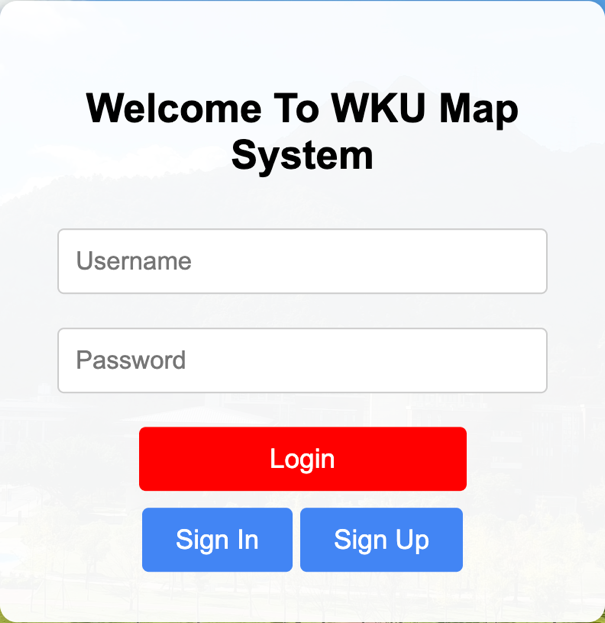 Welcome To WKU Map
System
Username
Password
Login
Sign In Sign Up